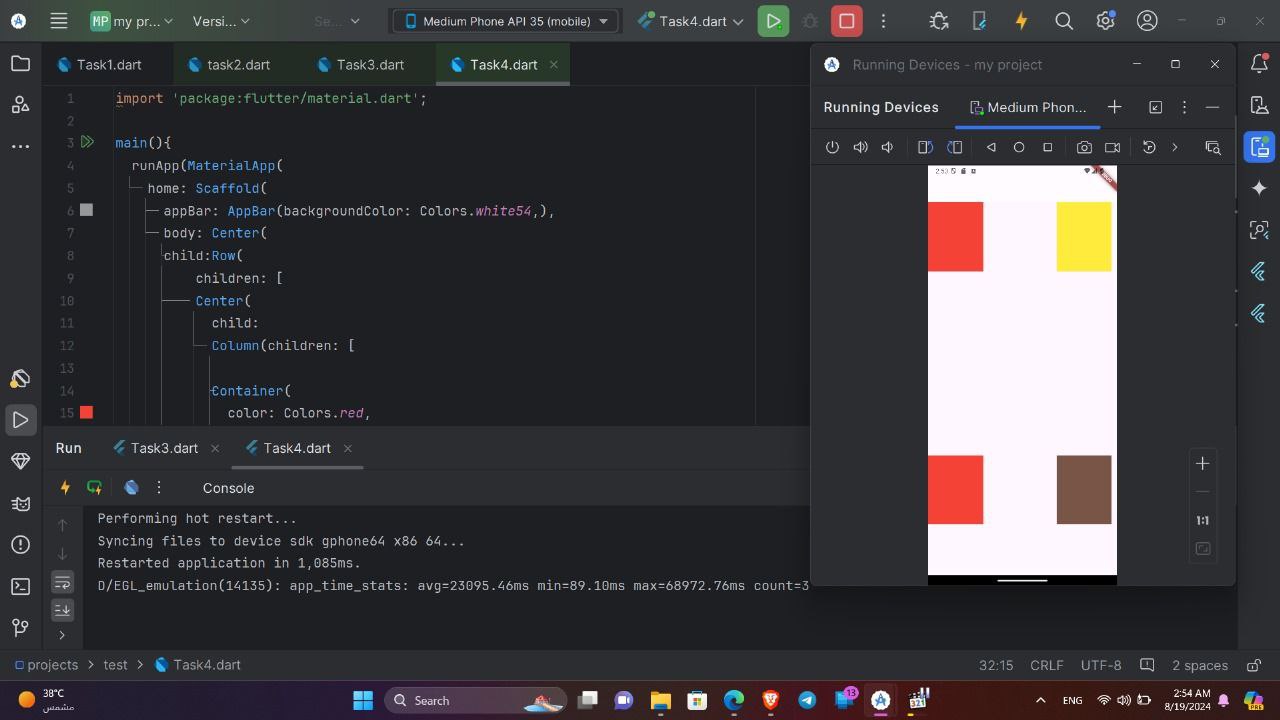 MP my pr... Versi... Se... Medium Phone API 35 (mobile) Task4.dart
Task1.dart task2.dart Task3.dart Task4.dart
1 import 'package:flutter/material.dart';
2
3 main(){
4 runApp(MaterialApp(
5 home: Scaffold(
6 appBar: AppBar(backgroundColor: Colors.white54,),
7 body: Center(
8 child:Row(
9 children: [
10 Center(
11 child:
12 Column(children: [
13
14 Container(
15 color: Colors.red,
Running Devices - my project
Running Devices Medium Phon...
1:1
Run Task3.dart Task4.dart
Console
Performing hot restart...
Syncing files to device sdk gphone64 x86 64...
Restarted application in 1,085ms.
D/EGL_emulation(14135): app_time_stats: avg=23095.46ms min=89.10ms max=68972.76ms count=3
projects > test > Task4.dart 32:15 CRLF UTF-8 2 spaces
38°C
مشمس
Search
13
321
ENG
2:54 AM
8/19/2024
PRE